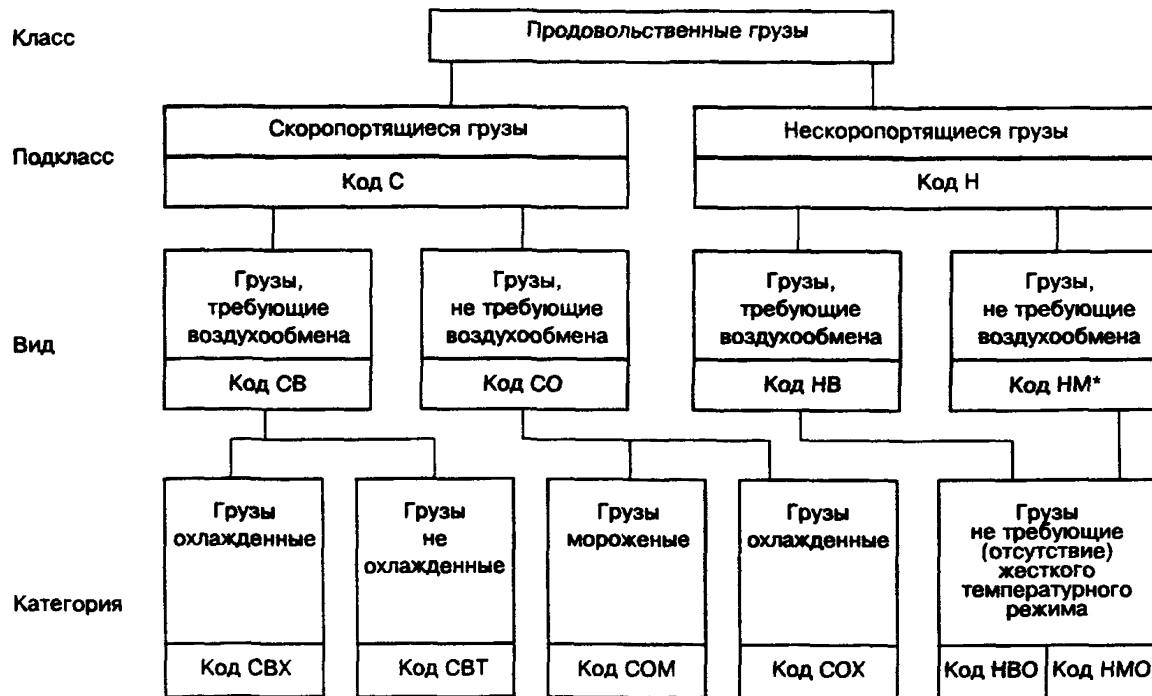 Класс
Продовольственные грузы
Подкласс
Скоропортящиеся грузы
Код С
Нескоропортящиеся грузы
Код Н
Вид
Грузы,
требующие
воздухообмена
Код СВ
Грузы,
не требующие
воздухообмена
Код СО
Грузы,
требующие
воздухообмена
Код НВ
Грузы,
не требующие
воздухообмена
Код НМ*
Категория
Грузы
охлажденные
Код СВХ
Грузы
не
охлажденные
Код СВТ
Грузы
мороженые
Код СОМ
Грузы
охлажденные
Код СОХ
Грузы
не требующие
(отсутствие)
жесткого
температурного
режима
Код НВО
Код НМО